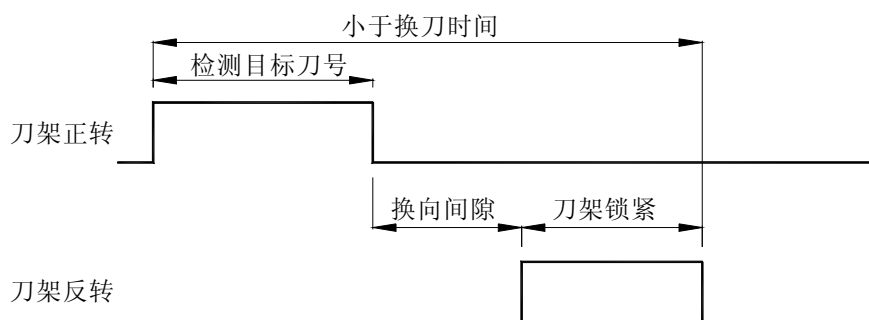 小于换刀时间
检测目标刀号
刀架正转
换向间隙
刀架锁紧
刀架反转